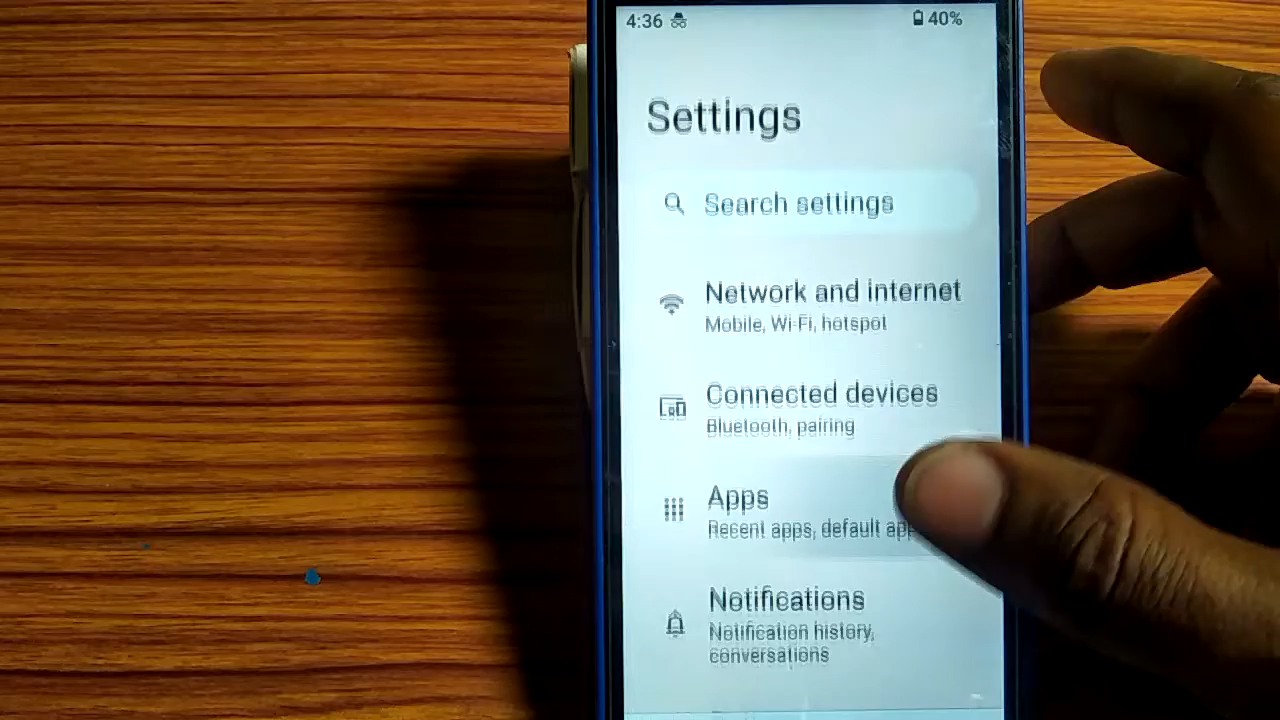 4:36 40%
Settings
Search settings
Network and internet
Mobile, Wi-Fi, hotspot
Connected devices
Bluetooth, pairing
Apps
Recent apps, default
Notifications
Notification history,
conversations